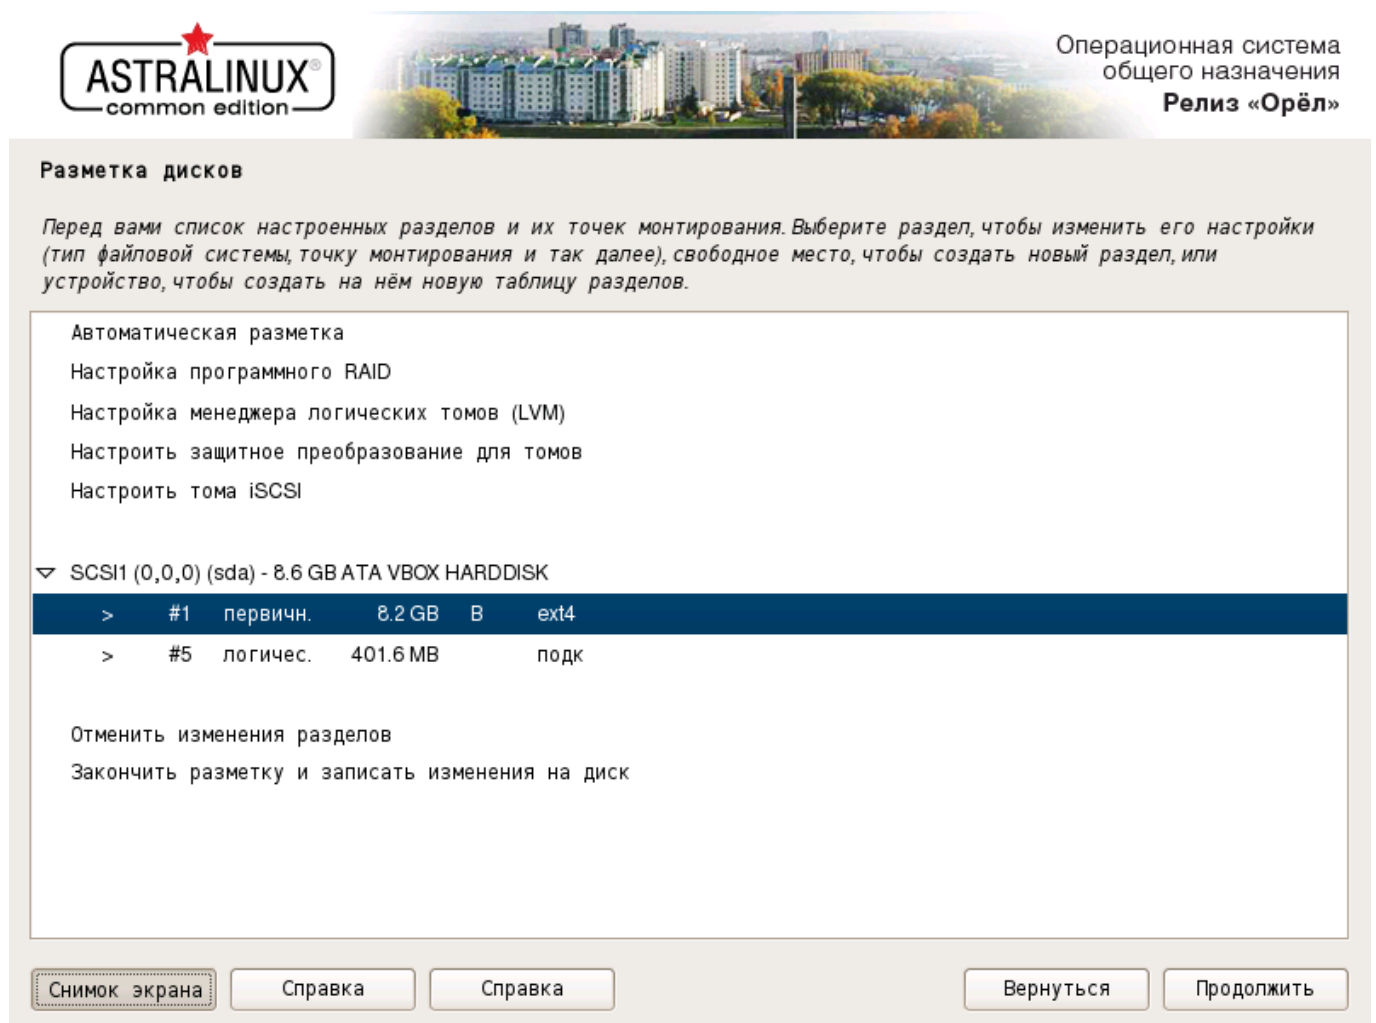 ASTRALINUX®
common edition
Операционная система
общего назначения
Релиз «Орёл»
Разметка дисков
Перед вами список настроенных разделов и их точек монтирования. Выберите раздел, чтобы изменить его настройки
(тип файловой системы, точку монтирования и так далее), свободное место, чтобы создать новый раздел, или
устройство, чтобы создать на нём новую таблицу разделов.
Автоматическая разметка
Настройка программного RAID
Настройка менеджера логических томов (LVM)
Настроить защитное преобразование для томов
Настроить тома iSCSI
SCSI1 (0,0,0) (sda) - 8.6 GB ATA VBOX HARDDISK
> #1 первичн. 8.2 GB B ext4
> #5 логичес. 401.6 MB подк
Отменить изменения разделов
Закончить разметку и записать изменения на диск
Снимок экрана Справка Справка Вернуться Продолжить